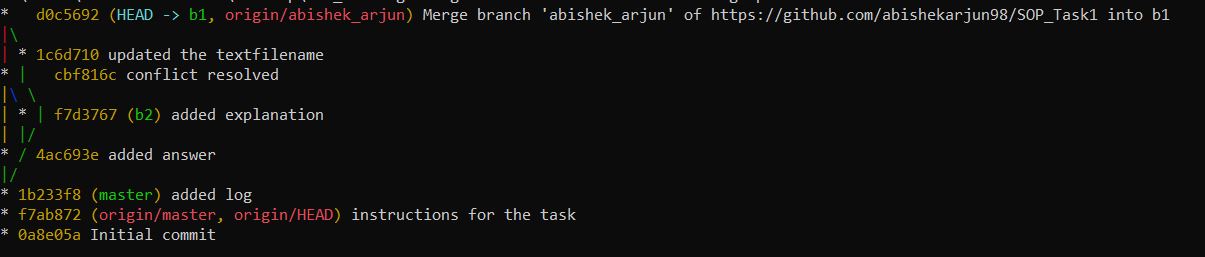 *   d0c5692 (HEAD -> b1, origin/abishek_arjun) Merge branch 'abishek_arjun' of https://github.com/abishekarjun98/SOP_Task1 into b1
|\
| * 1c6d710 updated the textfilename
* |   cbf816c conflict resolved
|\ \
| * | f7d3767 (b2) added explanation
| |/
* / 4ac693e added answer
|/
* 1b233f8 (master) added log
* f7ab872 (origin/master, origin/HEAD) instructions for the task
* 0a8e05a Initial commit